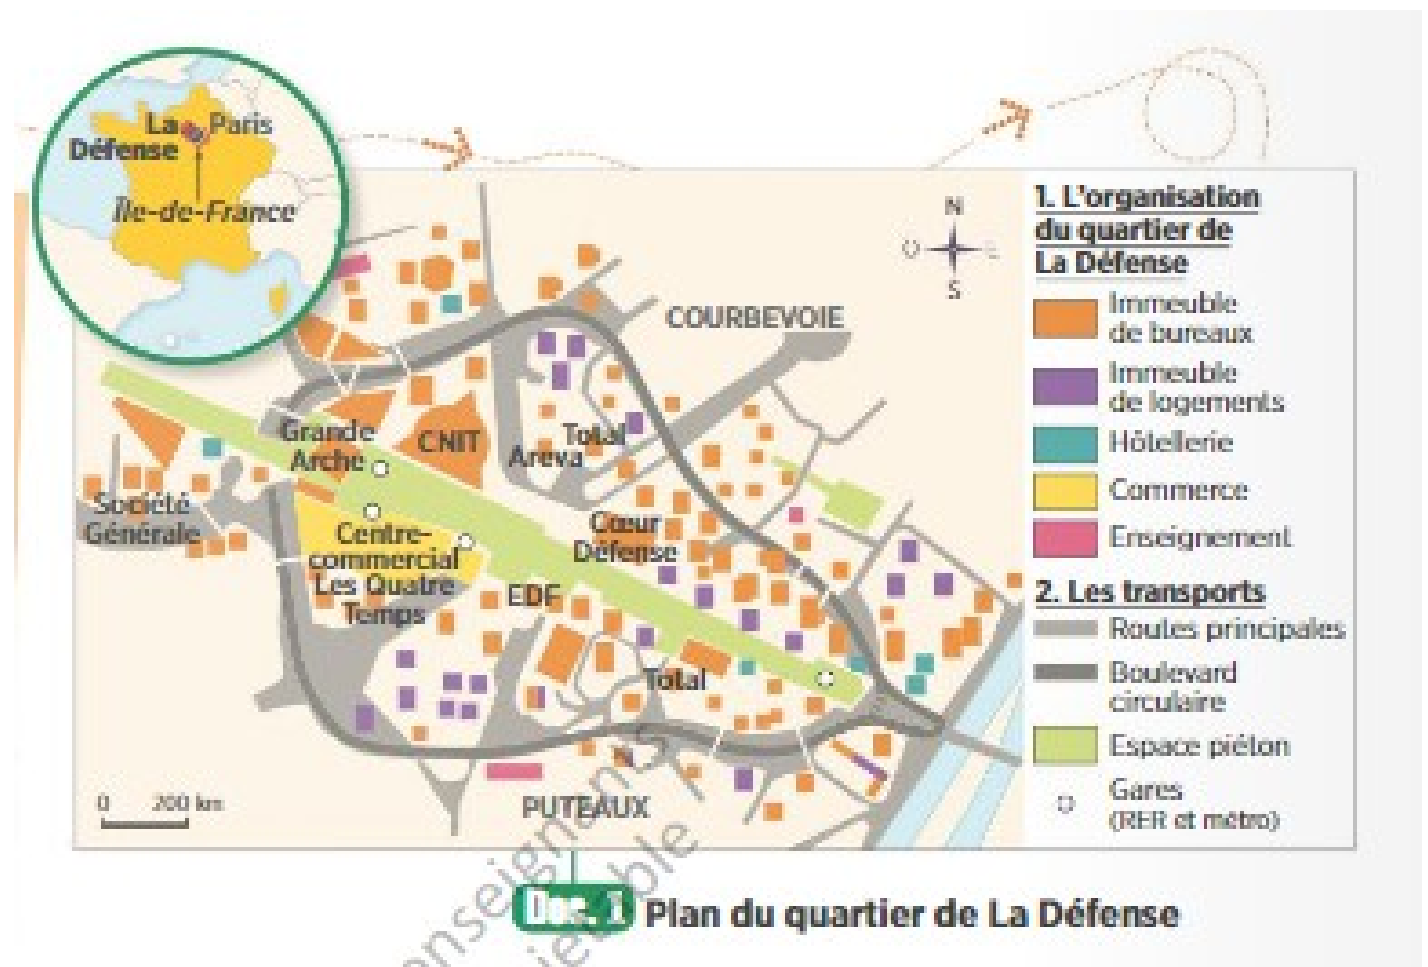 La Paris
Défense
Île-de-France
N
O E
S
COURBEVOIE
Grande
Arche
CNIT
Total
Areva
Société
Générale
Cœur
Défense
Centre-
commercial
Les Quatre
Temps
EDF
Total
PUTEAUX
0 200 km
1. L'organisation
du quartier de
La Défense
Immeuble
de bureaux
Immeuble
de logements
Hôtellerie
Commerce
Enseignement
2. Les transports
Routes principales
Boulevard
circulaire
Espace piéton
Gares
(RER et métro)
Doc. 1 Plan du quartier de La Défense
enseignants